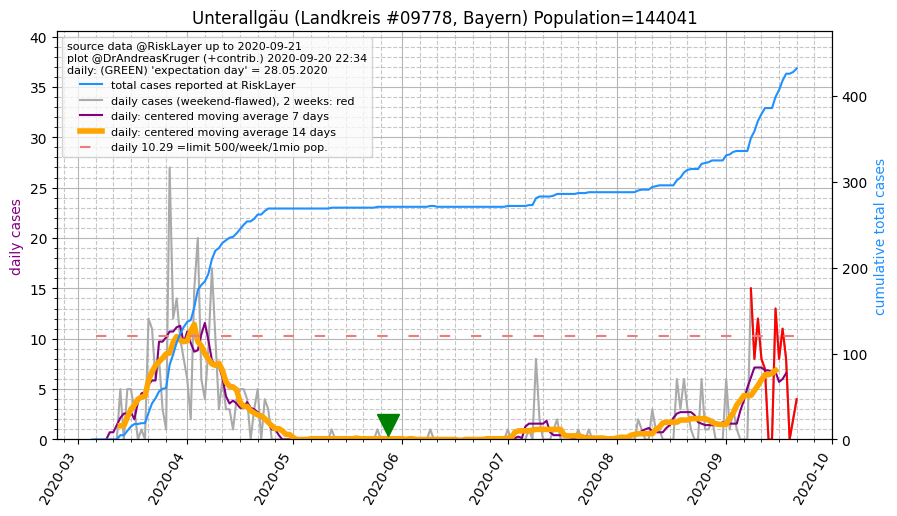 Unterallgäu (Landkreis #09778, Bayern) Population=144041
source data @RiskLayer up to 2020-09-21
plot @DrAndreasKruger (+contrib.) 2020-09-20 22:34
daily: (GREEN) 'expectation day' = 28.05.2020
total cases reported at RiskLayer
daily cases (weekend-flawed), 2 weeks: red
daily: centered moving average 7 days
daily: centered moving average 14 days
daily 10.29 =limit 500/week/1mio pop.
daily cases
40
35
30
25
20
15
10
5
0
cumulative total cases
400
300
200
100
0
2020-03
2020-04
2020-05
2020-06
2020-07
2020-08
2020-09
2020-10